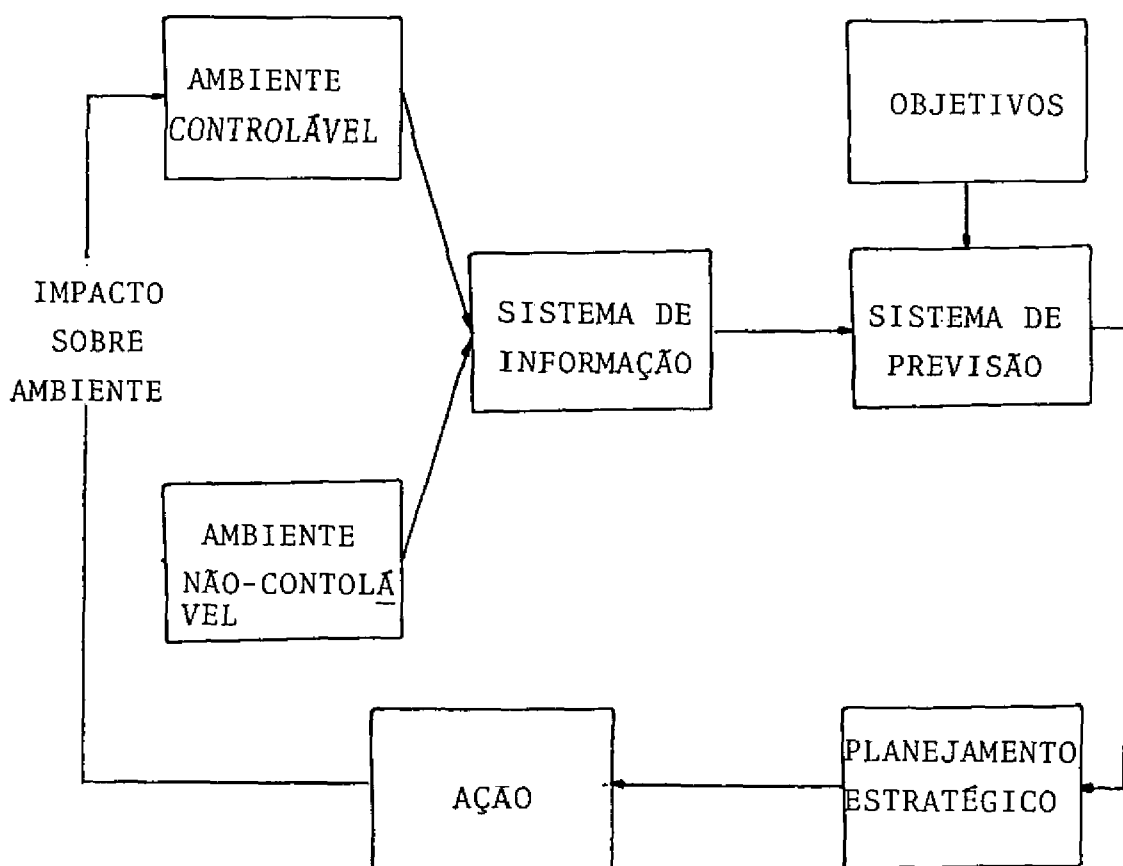 AMBIENTE
CONTROLÁVEL
OBJETIVOS
IMPACTO
SOBRE
AMBIENTE
SISTEMA DE
INFORMAÇÃO
SISTEMA DE
PREVISÃO
AMBIENTE
NÃO-CONTOLÁ
VEL
AÇÃO
PLANEJAMENTO
ESTRATÉGICO